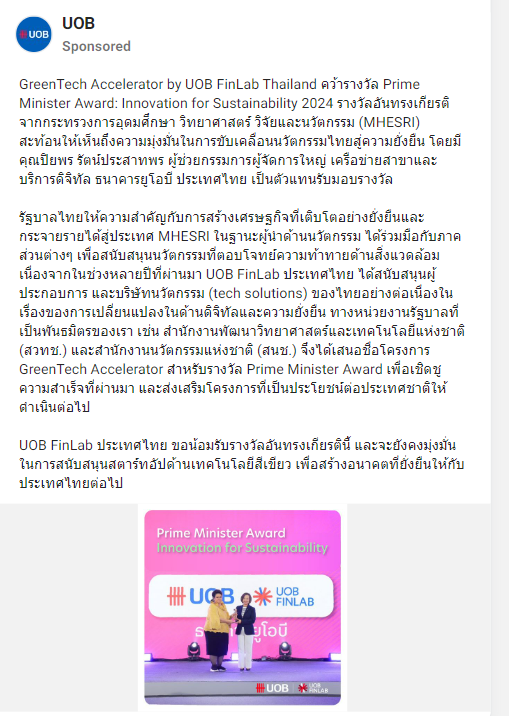 UOB
UOB
Sponsored
GreenTech Accelerator by UOB FinLab Thailand คว้ารางวัล Prime
Minister Award: Innovation for Sustainability 2024 รางวัลอันทรงเกียรติ
จากกระทรวงการอุดมศึกษา วิทยาศาสตร์ วิจัยและนวัตกรรม (MHESRI)
สะท้อนให้เห็นถึงความมุ่งมั่นในการขับเคลื่อนนวัตกรรมไทยสู่ความยั่งยืน โดยมี
คุณปิยพร รัตน์ประสาทพร ผู้ช่วยกรรมการผู้จัดการใหญ่ เครือข่ายสาขาและ
บริการดิจิทัล ธนาคารยูโอบี ประเทศไทย เป็นตัวแทนรับมอบรางวัล
รัฐบาลไทยให้ความสำคัญกับการสร้างเศรษฐกิจที่เติบโตอย่างยั่งยืนและ
กระจายรายได้สู่ประเทศ MHESRI ในฐานะผู้นำด้านนวัตกรรม ได้ร่วมมือกับภาค
ส่วนต่างๆ เพื่อสนับสนุนนวัตกรรมที่ตอบโจทย์ความท้าทายด้านสิ่งแวดล้อม
เนื่องจากในช่วงหลายปีที่ผ่านมา UOB FinLab ประเทศไทย ได้สนับสนุนผู้
ประกอบการ และบริษัทนวัตกรรม (tech solutions) ของไทยอย่างต่อเนื่องใน
เรื่องของการเปลี่ยนแปลงในด้านดิจิทัลและความยั่งยืน ทางหน่วยงานรัฐบาลที่
เป็นพันธมิตรของเรา เช่น สำนักงานพัฒนาวิทยาศาสตร์และเทคโนโลยีแห่งชาติ
(สวทช.) และสำนักงานนวัตกรรมแห่งชาติ (สนช.) จึงได้เสนอชื่อโครงการ
GreenTech Accelerator สำหรับรางวัล Prime Minister Award เพื่อเชิดชู
ความสำเร็จที่ผ่านมา และส่งเสริมโครงการที่เป็นประโยชน์ต่อประเทศชาติให้
ดำเนินต่อไป
UOB FinLab ประเทศไทย ขอน้อมรับรางวัลอันทรงเกียรตินี้ และจะยังคงมุ่งมั่น
ในการสนับสนุนสตาร์ทอัปด้านเทคโนโลยีสีเขียว เพื่อสร้างอนาคตที่ยั่งยืนให้กับ
ประเทศไทยต่อไป
Prime Minister Award
Innovation for Sustainability
UOB UOB
FINLAB
ยูโอบี
UOB UOB
FINLAB